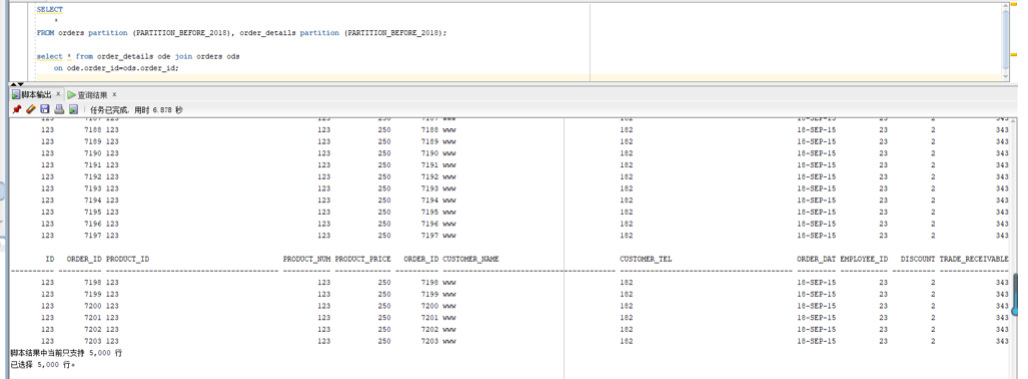 SELECT
*
FROM orders partition (PARTITION_BEFORE_2018), order_details partition (PARTITION_BEFORE_2018);
select * from order_details ode join orders ods
on ode.order_id=ods.order_id;
脚本输出 × 查询结果 ×
任务已完成, 用时 6.878 秒
123 7188 123 123 250 7188 www 182 18-SEP-15 23 2 343
123 7189 123 123 250 7189 www 182 18-SEP-15 23 2 343
123 7190 123 123 250 7190 www 182 18-SEP-15 23 2 343
123 7191 123 123 250 7191 www 182 18-SEP-15 23 2 343
123 7192 123 123 250 7192 www 182 18-SEP-15 23 2 343
123 7193 123 123 250 7193 www 182 18-SEP-15 23 2 343
123 7194 123 123 250 7194 www 182 18-SEP-15 23 2 343
123 7195 123 123 250 7195 www 182 18-SEP-15 23 2 343
123 7196 123 123 250 7196 www 182 18-SEP-15 23 2 343
123 7197 123 123 250 7197 www 182 18-SEP-15 23 2 343
ID ORDER_ID PRODUCT_ID PRODUCT_NUM PRODUCT_PRICE ORDER_ID CUSTOMER_NAME CUSTOMER_TEL ORDER_DAT EMPLOYEE_ID DISCOUNT TRADE_RECEIVABLE
123 7198 123 123 250 7198 www 182 18-SEP-15 23 2 343
123 7199 123 123 250 7199 www 182 18-SEP-15 23 2 343
123 7200 123 123 250 7200 www 182 18-SEP-15 23 2 343
123 7201 123 123 250 7201 www 182 18-SEP-15 23 2 343
123 7202 123 123 250 7202 www 182 18-SEP-15 23 2 343
123 7203 123 123 250 7203 www 182 18-SEP-15 23 2 343
脚本结果中当前只支持 5,000 行
已选择 5,000 行。